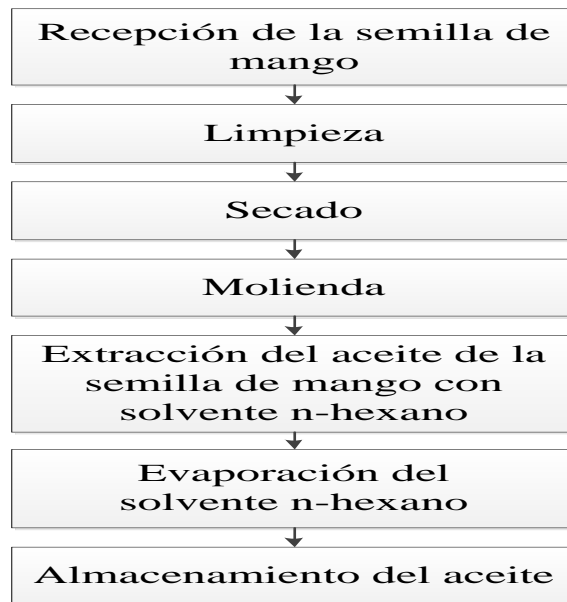 Recepción de la semilla de
mango
Limpieza
Secado
Molienda
Extracción del aceite de la
semilla de mango con
solvente n-hexano
Evaporación del
solvente n-hexano
Almacenamiento del aceite